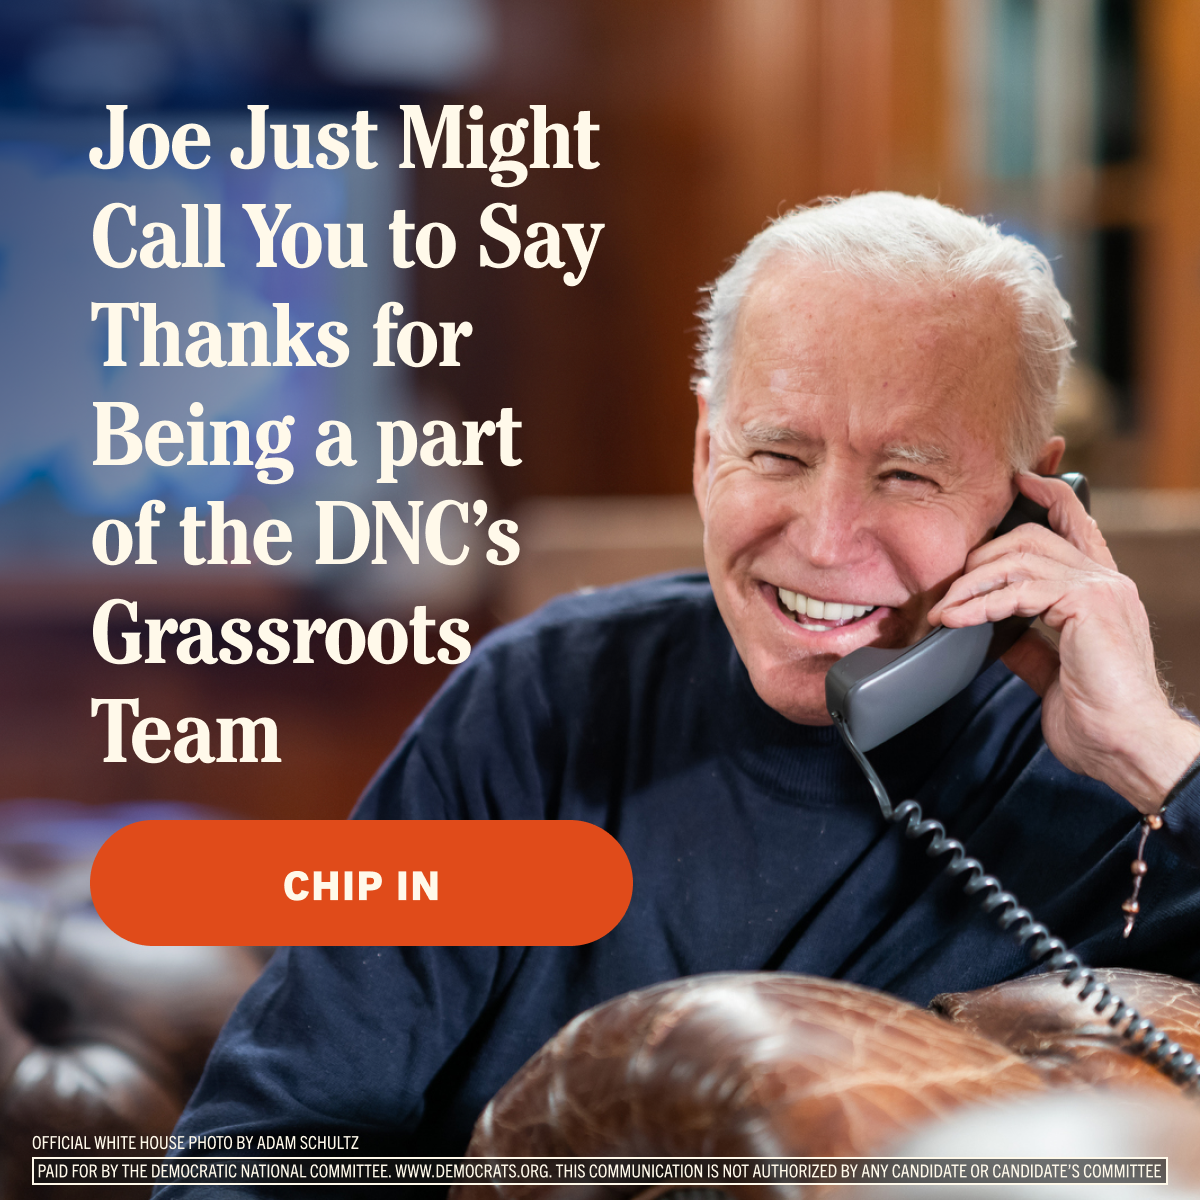 Joe Just Might
Call You to Say
Thanks for
Being a part
of the DNC’s
Grassroots
Team
CHIP IN
OFFICIAL WHITE HOUSE PHOTO BY ADAM SCHULTZ
PAID FOR BY THE DEMOCRATIC NATIONAL COMMITTEE. WWW.DEMOCRATS.ORG. THIS COMMUNICATION IS NOT AUTHORIZED BY ANY CANDIDATE OR CANDIDATE’S COMMITTEE